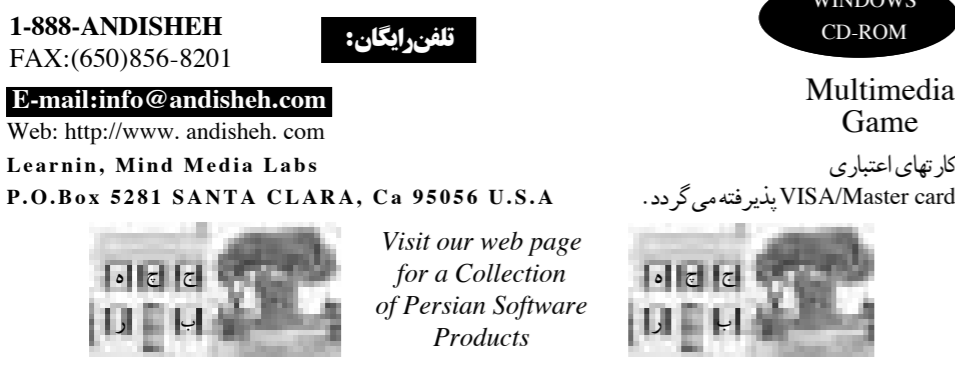 WINDOWS
CD-ROM
1-888-ANDISHEH
تلفن رایگان:
FAX:(650)856-8201
E-mail:info@andisheh.com
Web: http://www. andisheh. com
Multimedia
Game
Learnin, Mind Media Labs
P.O.Box 5281 SANTA CLARA, Ca 95056 U.S.A
کارتهای اعتباری
VISA/Master card پذیرفته می گردد.
ج چ ه
ب ر
Visit our web page
for a Collection
of Persian Software
Products
ج چ ه
ب ر